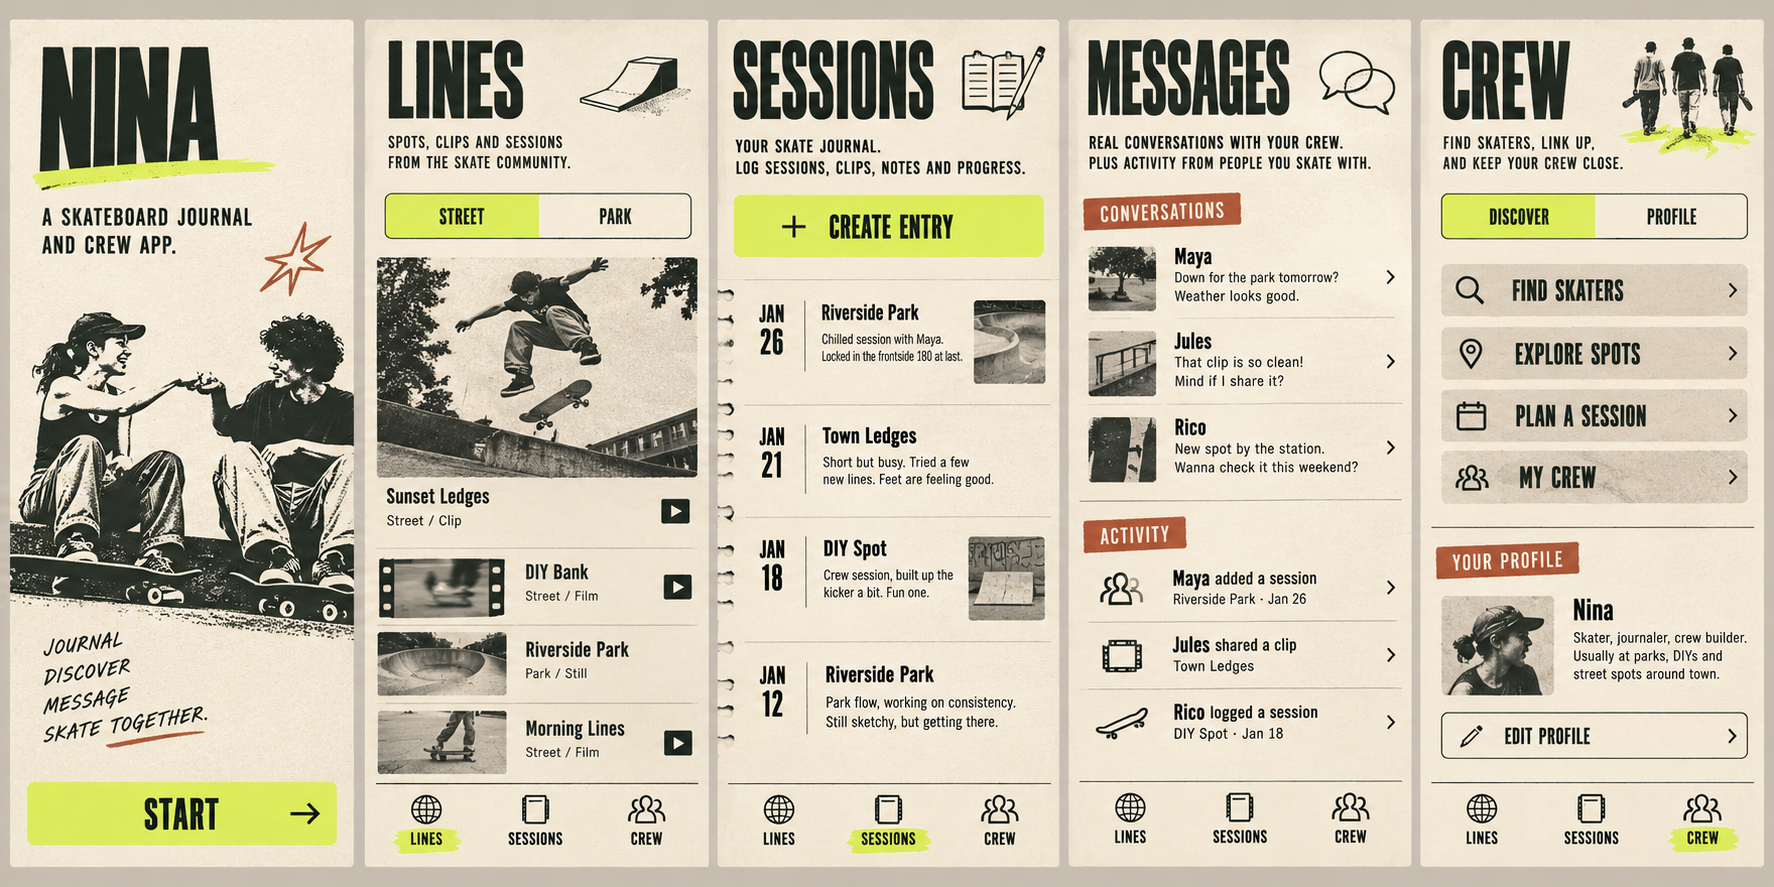 NINA
A SKATEBOARD JOURNAL
AND CREW APP.
JOURNAL
DISCOVER
MESSAGE
SKATE TOGETHER.
START
LINES
SPOTS, CLIPS AND SESSIONS
FROM THE SKATE COMMUNITY.
STREET
PARK
Sunset Ledges
Street / Clip
DIY Bank
Street / Film
Riverside Park
Park / Still
Morning Lines
Street / Film
LINES
SESSIONS
CREW
SESSIONS
YOUR SKATE JOURNAL.
LOG SESSIONS, CLIPS, NOTES AND PROGRESS.
+ CREATE ENTRY
JAN
26
Riverside Park
Chilled session with Maya.
Locked in the frontside 180 at last.
JAN
21
Town Ledges
Short but busy. Tried a few
new lines. Feet are feeling good.
JAN
18
DIY Spot
Crew session, built up the
kicker a bit. Fun one.
JAN
12
Riverside Park
Park flow, working on consistency.
Still sketchy, but getting there.
LINES
SESSIONS
CREW
MESSAGES
REAL CONVERSATIONS WITH YOUR CREW.
PLUS ACTIVITY FROM PEOPLE YOU SKATE WITH.
CONVERSATIONS
Maya
Down for the park tomorrow?
Weather looks good.
Jules
That clip is so clean!
Mind if I share it?
Rico
New spot by the station.
Wanna check it this weekend?
ACTIVITY
Maya added a session
Riverside Park · Jan 26
Jules shared a clip
Town Ledges
Rico logged a session
DIY Spot · Jan 18
LINES
SESSIONS
CREW
CREW
FIND SKATERS, LINK UP,
AND KEEP YOUR CREW CLOSE.
DISCOVER
PROFILE
FIND SKATERS
EXPLORE SPOTS
PLAN A SESSION
MY CREW
YOUR PROFILE
Nina
Skater, journaler, crew builder.
Usually at parks, DIYs and
street spots around town.
EDIT PROFILE
LINES
SESSIONS
CREW